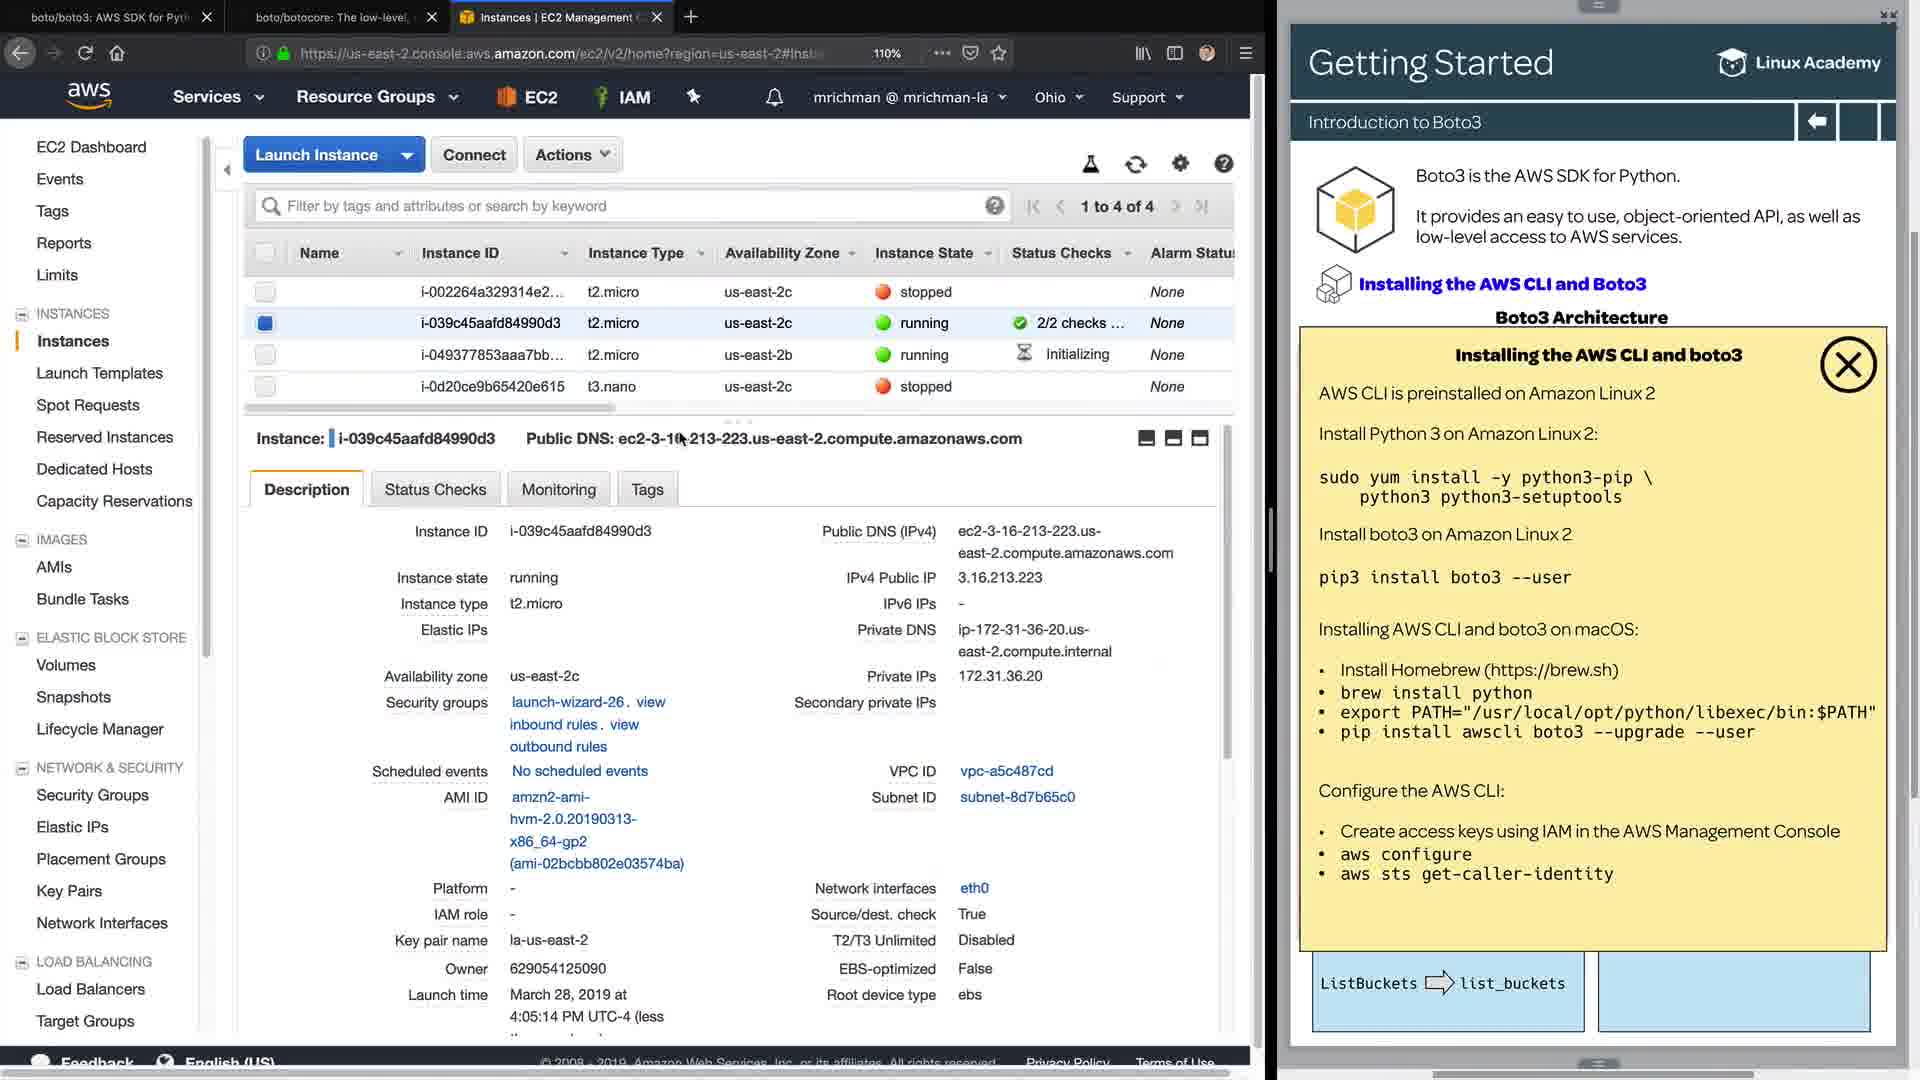 boto/boto3: AWS SDK for Pyth
boto/botocore: The low-level,
Instances | EC2 Management C
https://us-east-2.console.aws.amazon.com/ec2/v2/home?region=us-east-2#Inst
110%
aws
Services
Resource Groups
EC2
IAM
mrichman @ mrichman-la
Ohio
Support
EC2 Dashboard
Events
Tags
Reports
Limits
INSTANCES
Instances
Launch Templates
Spot Requests
Reserved Instances
Dedicated Hosts
Capacity Reservations
IMAGES
AMIs
Bundle Tasks
ELASTIC BLOCK STORE
Volumes
Snapshots
Lifecycle Manager
NETWORK & SECURITY
Security Groups
Elastic IPs
Placement Groups
Key Pairs
Network Interfaces
LOAD BALANCING
Load Balancers
Target Groups
Launch Instance
Connect
Actions
Filter by tags and attributes or search by keyword
1 to 4 of 4
Name Instance ID Instance Type Availability Zone Instance State Status Checks Alarm Status
i-002264a329314e2... t2.micro us-east-2c stopped None
i-039c45aafd84990d3 t2.micro us-east-2c running 2/2 checks ... None
i-049377853aaa7bb... t2.micro us-east-2b running Initializing None
i-0d20ce9b65420e615 t3.nano us-east-2c stopped None
Instance: i-039c45aafd84990d3 Public DNS: ec2-3-16-213-223.us-east-2.compute.amazonaws.com
Description
Status Checks
Monitoring
Tags
Instance ID i-039c45aafd84990d3
Instance state running
Instance type t2.micro
Elastic IPs
Availability zone us-east-2c
Security groups launch-wizard-26. view
inbound rules. view
outbound rules
Scheduled events No scheduled events
AMI ID amzn2-ami-
hvm-2.0.20190313-
x86_64-gp2
(ami-02bcbb802e03574ba)
Platform -
IAM role -
Key pair name la-us-east-2
Owner 629054125090
Launch time March 28, 2019 at
4:05:14 PM UTC-4 (less
Public DNS (IPv4) ec2-3-16-213-223.us-
east-2.compute.amazonaws.com
IPv4 Public IP 3.16.213.223
IPv6 IPs -
Private DNS ip-172-31-36-20.us-
east-2.compute.internal
Private IPs 172.31.36.20
Secondary private IPs
VPC ID vpc-a5c487cd
Subnet ID subnet-8d7b65c0
Network interfaces eth0
Source/dest. check True
T2/T3 Unlimited Disabled
EBS-optimized False
Root device type ebs
Feedback
English (US)
© 2008 - 2019, Amazon Web Services, Inc. or its affiliates. All rights reserved.
Privacy Policy
Terms of Use
Getting Started
Linux Academy
Introduction to Boto3
Boto3 is the AWS SDK for Python.
It provides an easy to use, object-oriented API, as well as
low-level access to AWS services.
Installing the AWS CLI and Boto3
Boto3 Architecture
Installing the AWS CLI and boto3
AWS CLI is preinstalled on Amazon Linux 2
Install Python 3 on Amazon Linux 2:
sudo yum install -y python3-pip \
python3 python3-setuptools
Install boto3 on Amazon Linux 2
pip3 install boto3 --user
Installing AWS CLI and boto3 on macOS:
• Install Homebrew (https://brew.sh)
• brew install python
• export PATH="/usr/local/opt/python/libexec/bin:$PATH"
• pip install awscli boto3 --upgrade --user
Configure the AWS CLI:
• Create access keys using IAM in the AWS Management Console
• aws configure
• aws sts get-caller-identity
ListBuckets
list_buckets